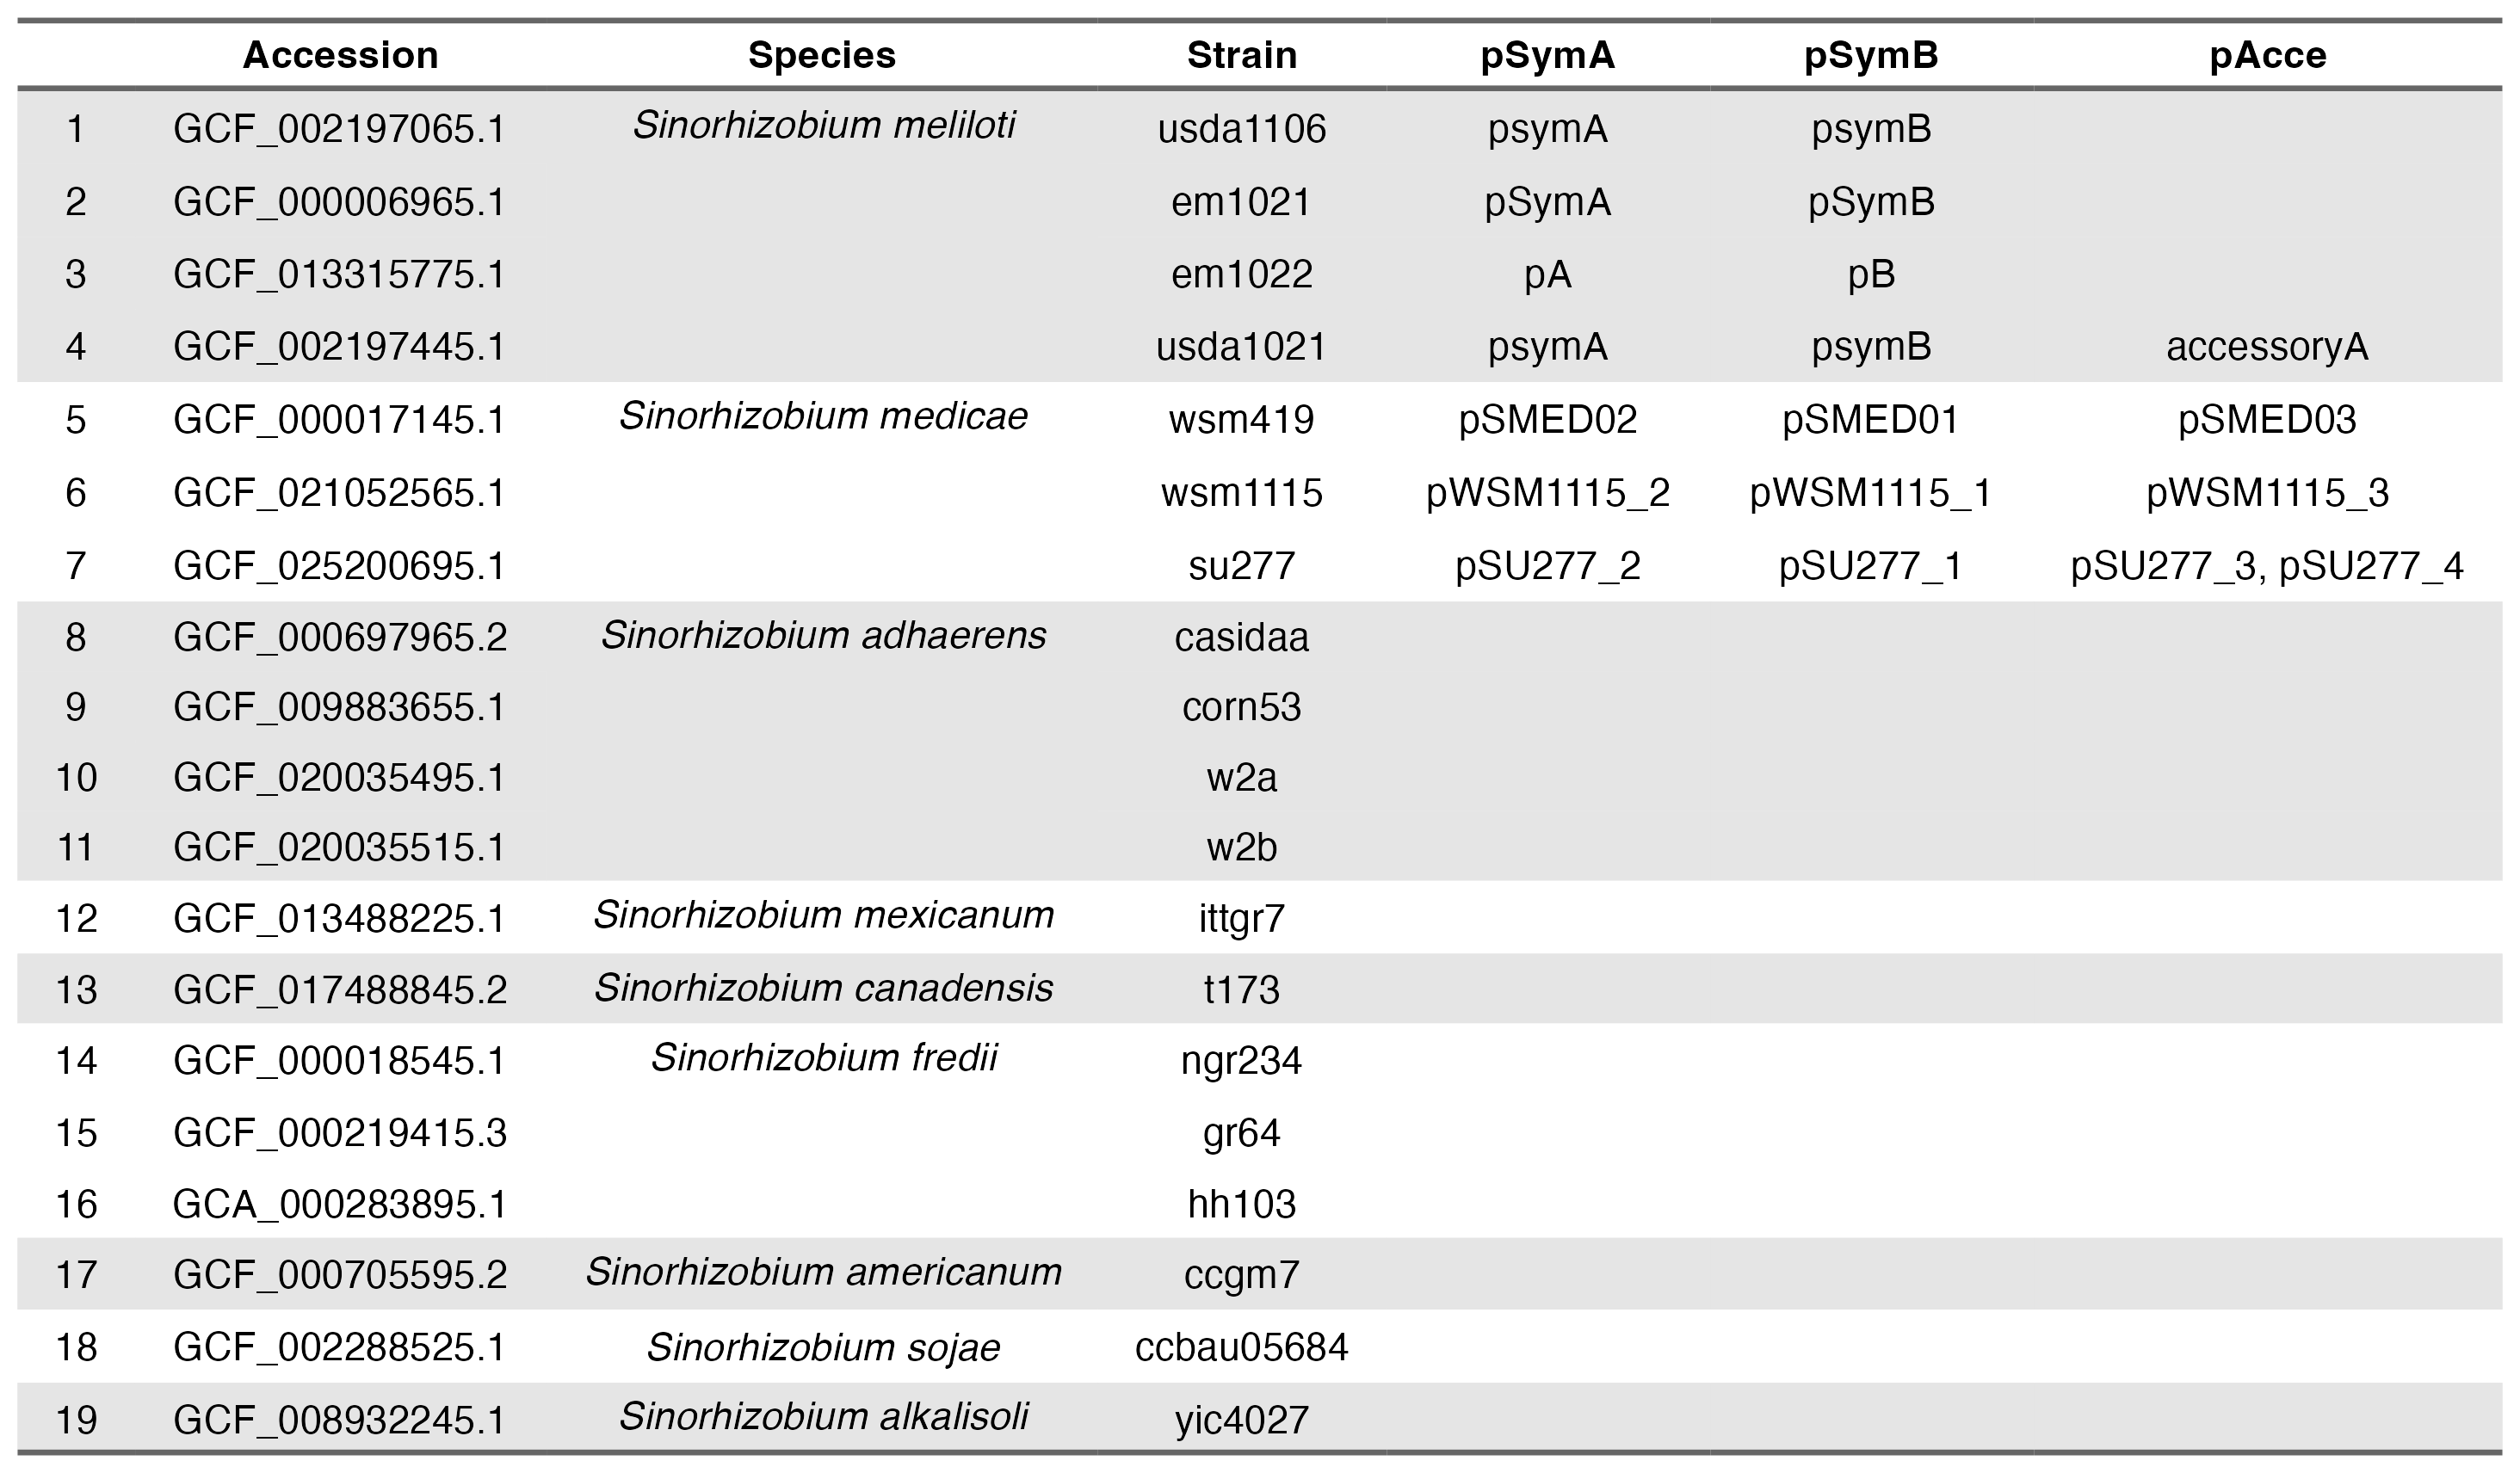 Accession Species Strain pSymA pSymB pAcce
1 GCF_002197065.1 Sinorhizobium meliloti usda1106 psymA psymB
2 GCF_000006965.1 em1021 pSymA pSymB
3 GCF_013315775.1 em1022 pA pB
4 GCF_002197445.1 usda1021 psymA psymB accessoryA
5 GCF_000017145.1 Sinorhizobium medicae wsm419 pSMED02 pSMED01 pSMED03
6 GCF_021052565.1 wsm1115 pWSM1115_2 pWSM1115_1 pWSM1115_3
7 GCF_025200695.1 su277 pSU277_2 pSU277_1 pSU277_3, pSU277_4
8 GCF_000697965.2 Sinorhizobium adhaerens casidaa
9 GCF_009883655.1 corn53
10 GCF_020035495.1 w2a
11 GCF_020035515.1 w2b
12 GCF_013488225.1 Sinorhizobium mexicanum ittgr7
13 GCF_017488845.2 Sinorhizobium canadensis t173
14 GCF_000018545.1 Sinorhizobium fredii ngr234
15 GCF_000219415.3 gr64
16 GCA_000283895.1 hh103
17 GCF_000705595.2 Sinorhizobium americanum ccgm7
18 GCF_002288525.1 Sinorhizobium sojae ccbau05684
19 GCF_008932245.1 Sinorhizobium alkalisoli yic4027